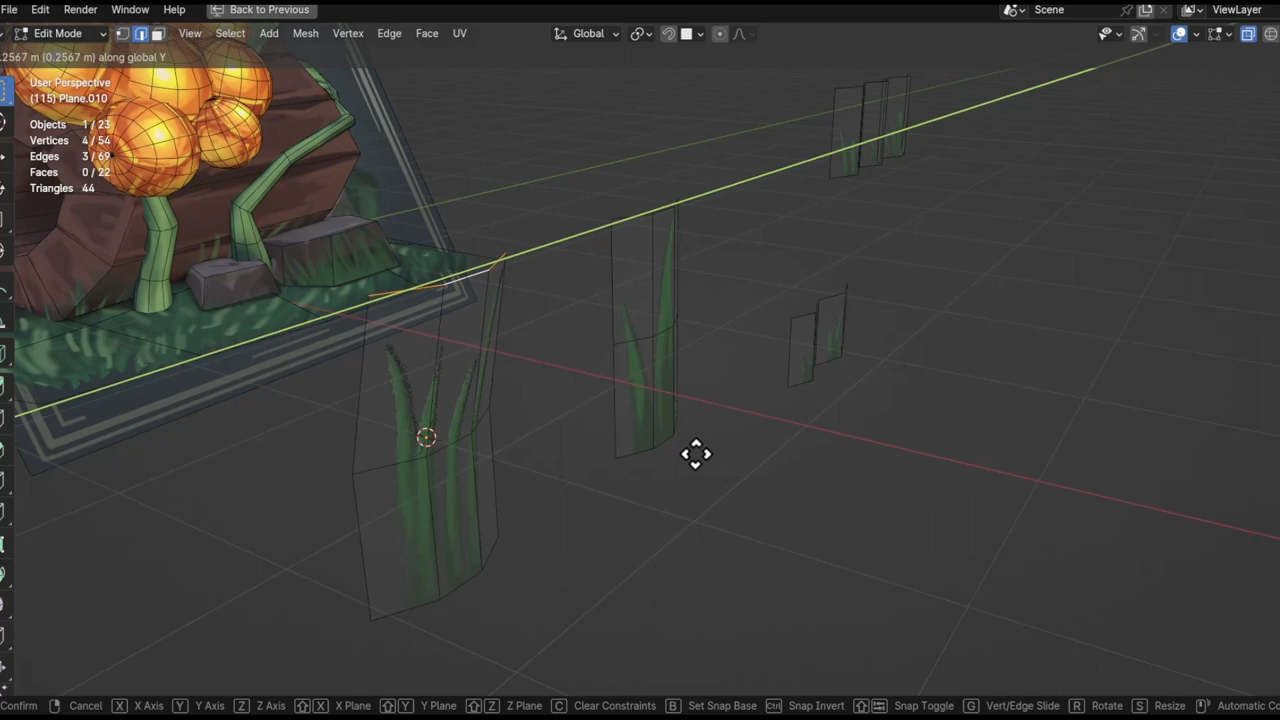 File Edit Render Window Help Back to Previous Scene ViewLayer
Edit Mode View Select Add Mesh Vertex Edge Face UV Global
.2567 m (0.2567 m) along global Y
User Perspective
(115) Plane.010
Objects 1 / 23
Vertices 4 / 54
Edges 3 / 69
Faces 0 / 22
Triangles 44
Confirm Cancel X X Axis Y Y Axis Z Z Axis X X Plane Y Y Plane Z Z Plane C Clear Constraints B Set Snap Base Ctrl Snap Invert Snap Toggle G Vert/Edge Slide R Rotate S Resize Automatic Co